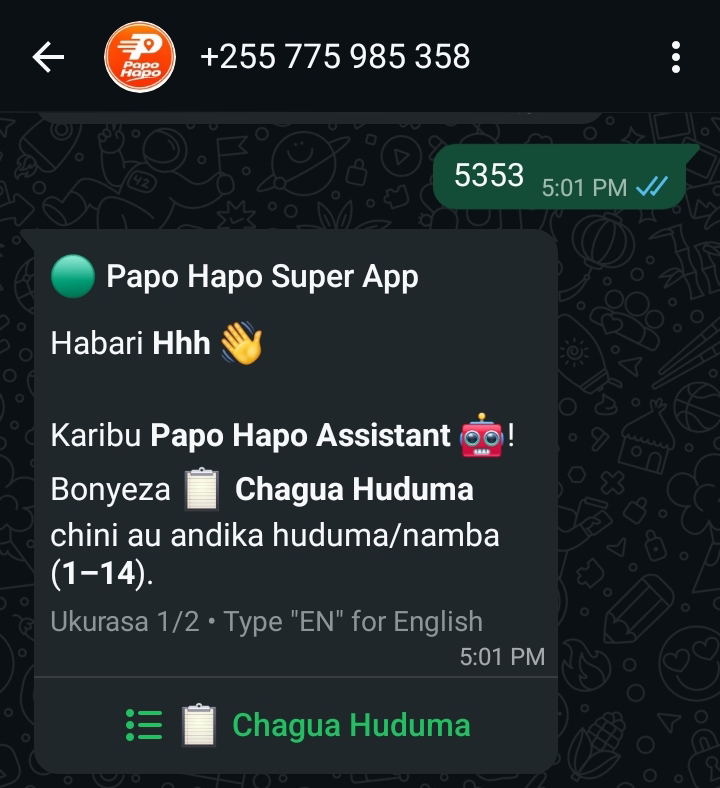 Papo
Hapo
+255 775 985 358
5353
5:01 PM
Papo Hapo Super App
Habari Hhh 👋
Karibu Papo Hapo Assistant 🤖!
Bonyeza 📋 Chagua Huduma
chini au andika huduma/namba
(1–14).
Ukurasa 1/2 • Type "EN" for English
5:01 PM
📋 Chagua Huduma